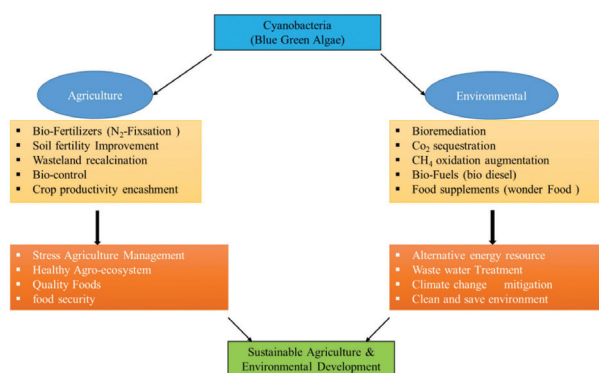 Cyanobacteria
(Blue Green Algae)
Agriculture
Environmental
Bio-Fertilizers (N₂-Fixsation )
Soil fertility Improvement
Wasteland recalcination
Bio-control
Crop productivity encashment
Bioremediation
Co₂ sequestration
CH₄ oxidation augmentation
Bio-Fuels (bio diesel)
Food supplements (wonder Food )
Stress Agriculture Management
Healthy Agro-ecosystem
Quality Foods
food security
Alternative energy resource
Waste water Treatment
Climate change mitigation
Clean and save environment
Sustainable Agriculture &
Environmental Development